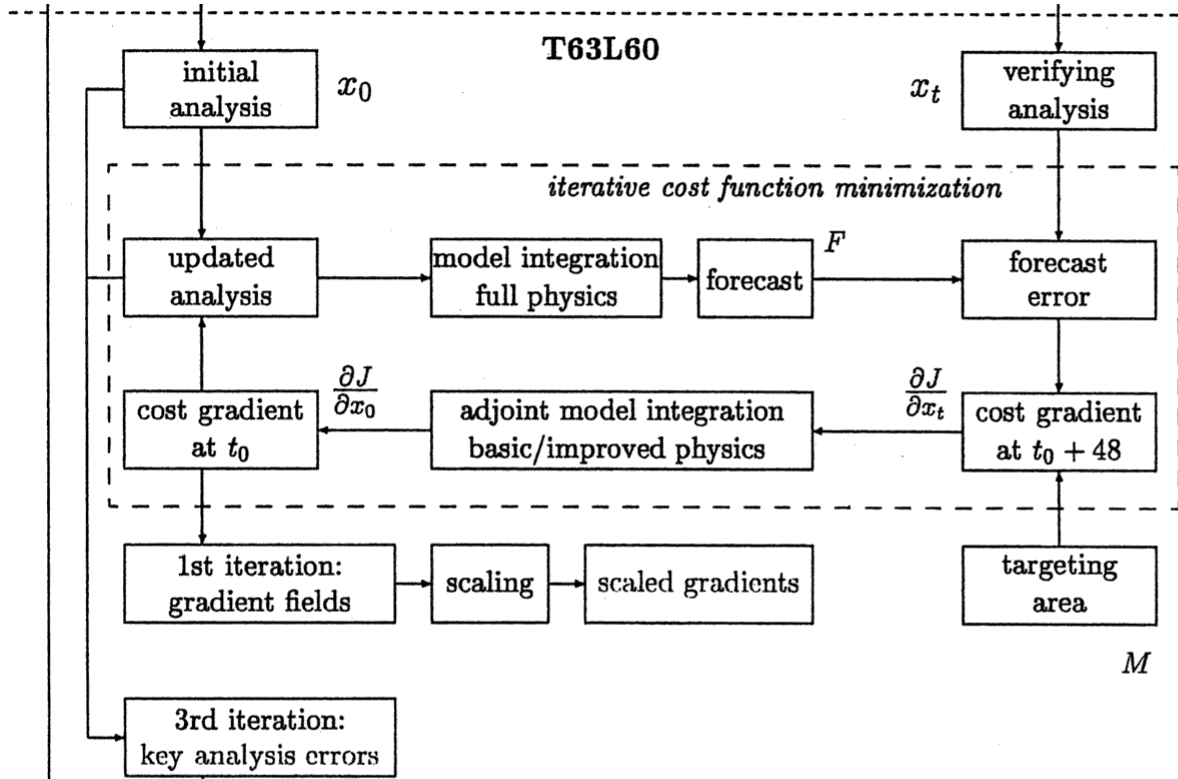 T63L60
initial
analysis
x₀
xₜ
verifying
analysis
iterative cost function minimization
updated
analysis
model integration
full physics
forecast
F
forecast
error
cost gradient
at t₀
∂J
∂x₀
adjoint model integration
basic/improved physics
∂J
∂xₜ
cost gradient
at t₀ + 48
1st iteration:
gradient fields
scaling
scaled gradients
targeting
area
M
3rd iteration:
key analysis errors